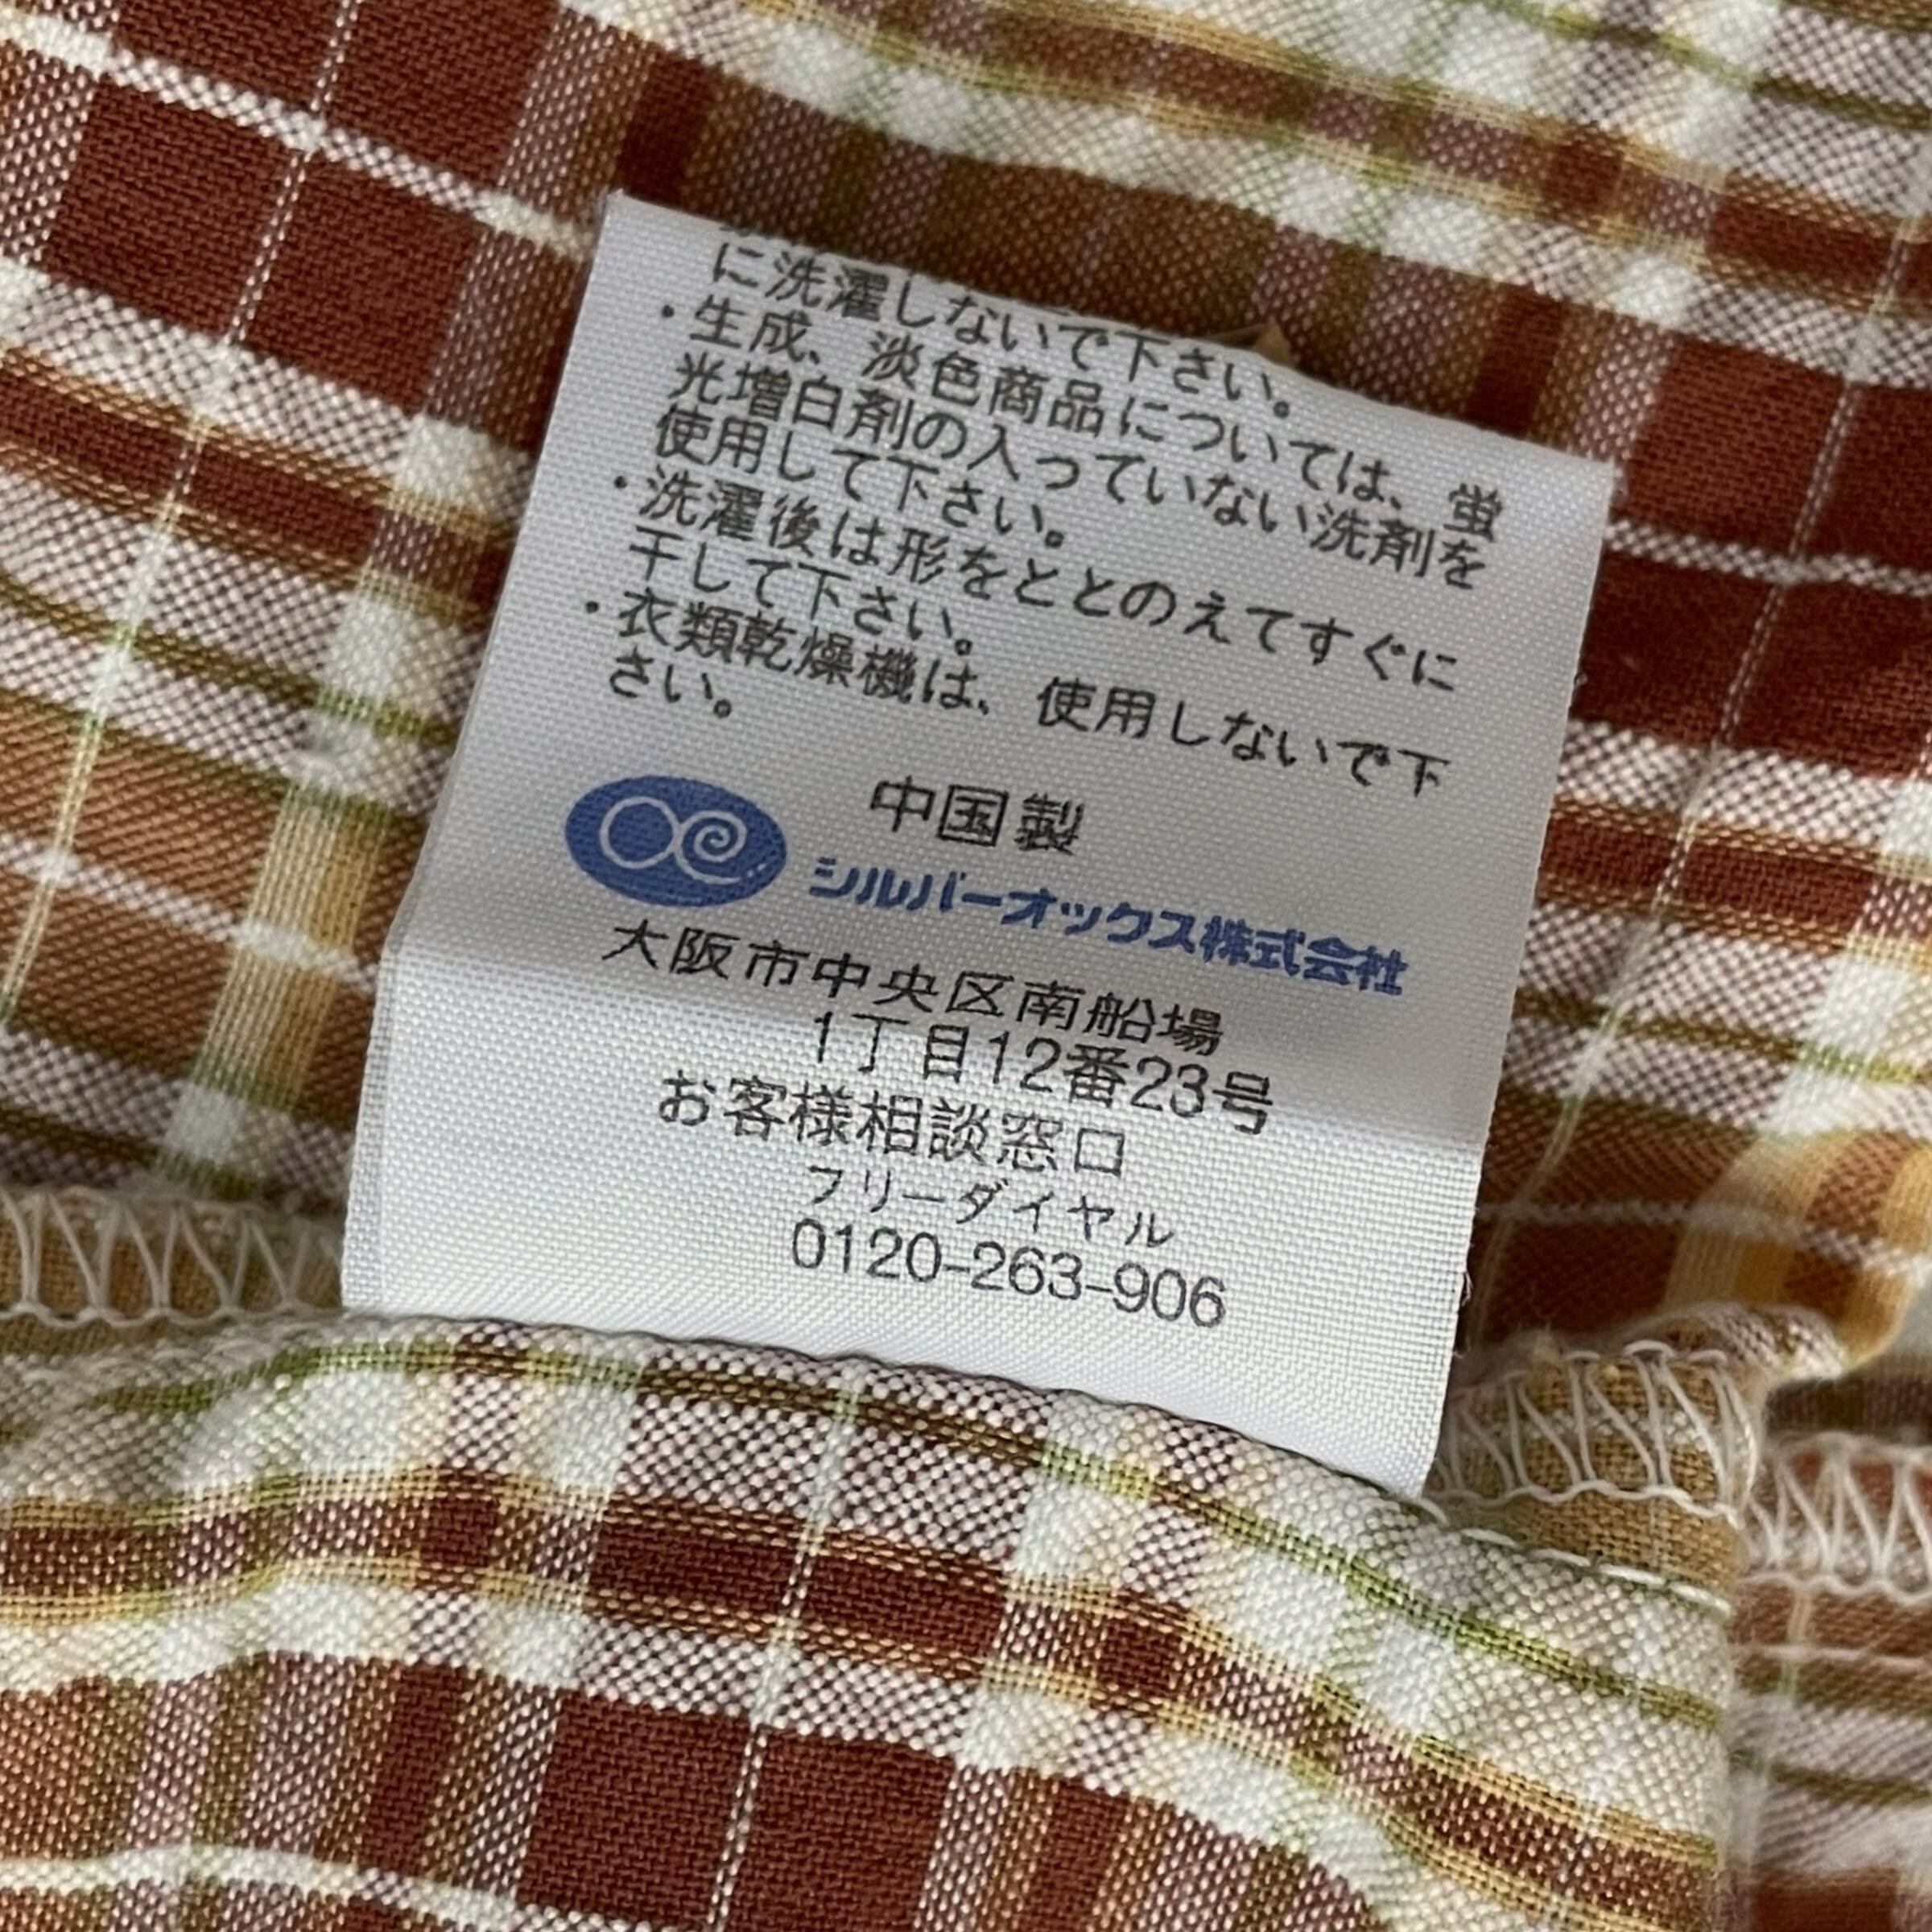 に洗濯しないで下さい。
・生成、淡色商品については、蛍
光増白剤の入っていない洗剤を
使用して下さい。
・洗濯後は形をととのえてすぐに
干して下さい。
・衣類乾燥機は、使用しないで下
さい。
中国製
シルバーオックス株式会社
大阪市中央区南船場
1丁目12番23号
お客様相談窓口
フリーダイヤル
0120-263-906